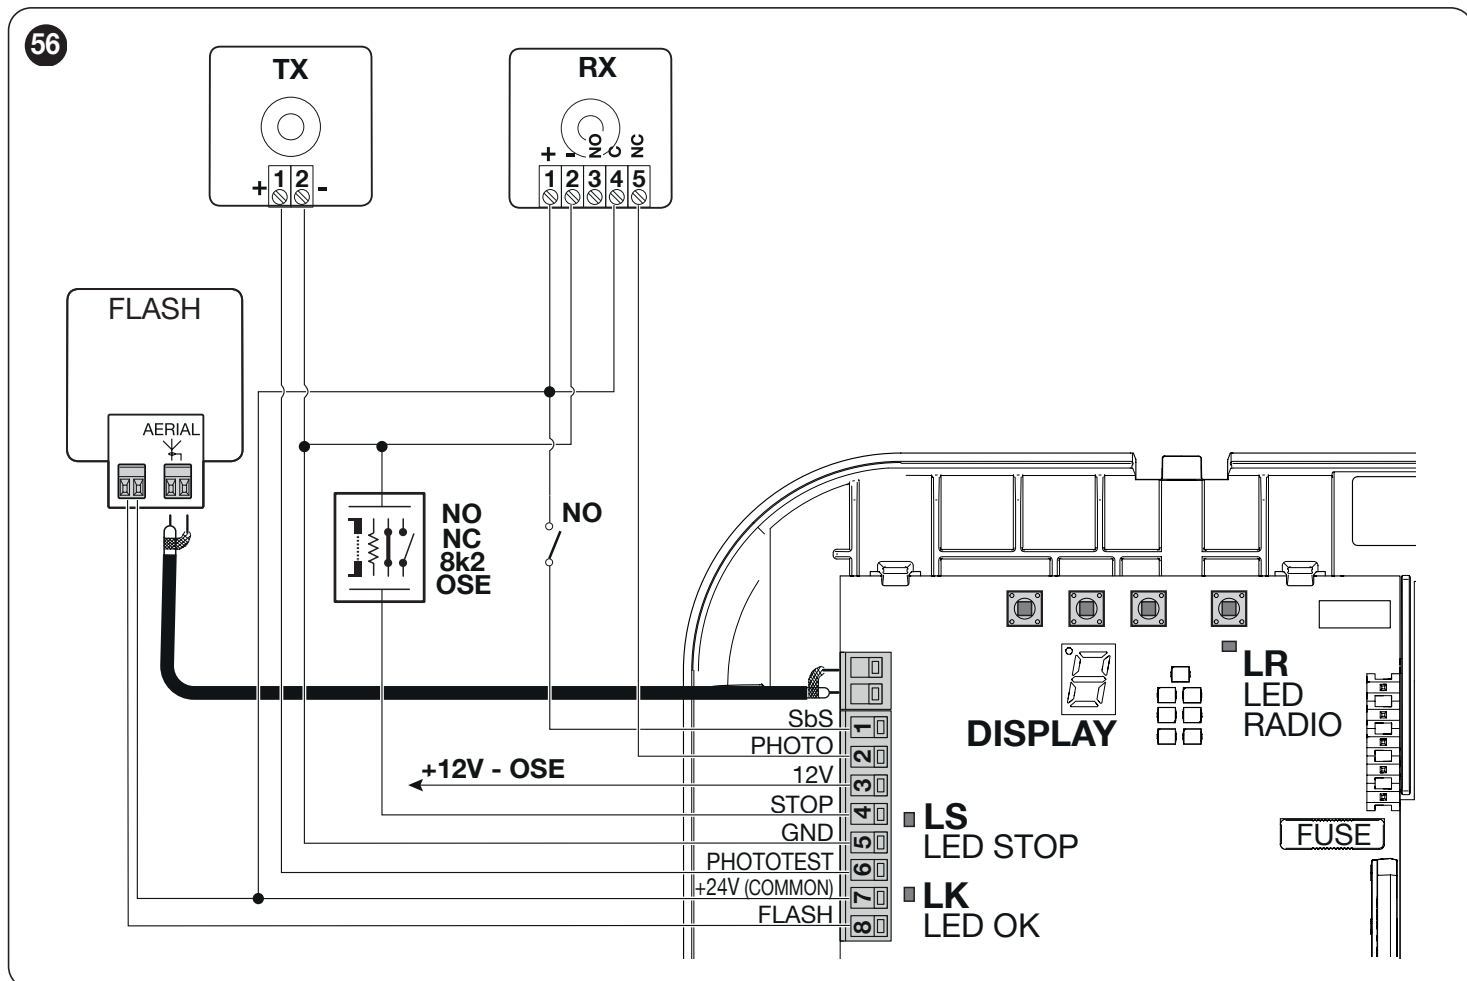 56
TX
+ 1 2 -
RX
+ - NO C NC
1 2 3 4 5
FLASH
AERIAL
NO
NC
8k2
OSE
NO
+12V - OSE
SbS 1
PHOTO 2
12V 3
STOP 4
GND 5
PHOTOTEST 6
+24V (COMMON) 7
FLASH 8
DISPLAY
LR
LED
RADIO
LS
LED STOP
LK
LED OK
FUSE